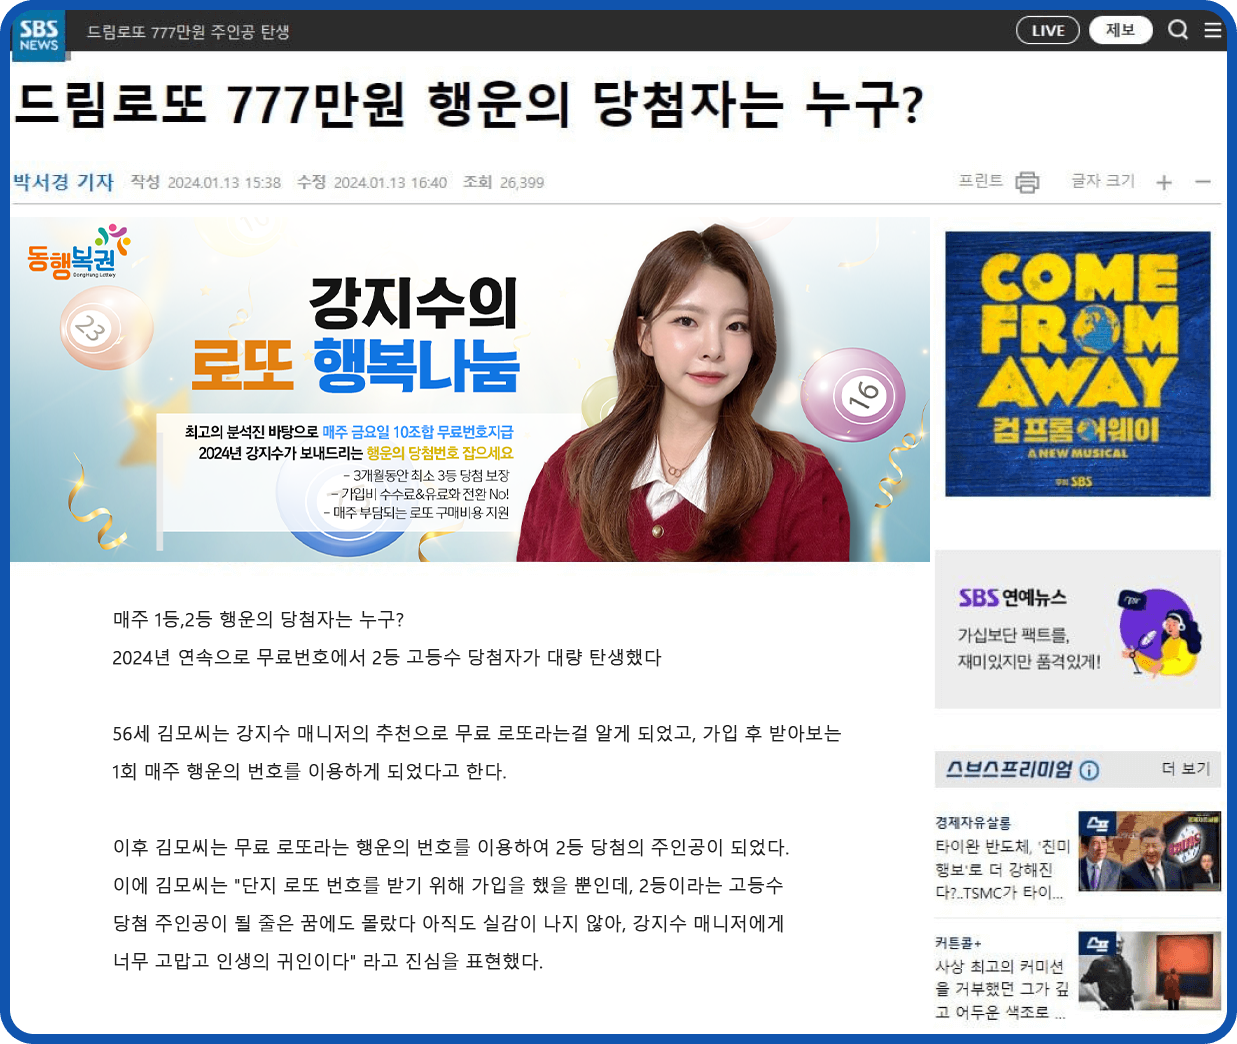 SBS
NEWS
드림로또 777만원 주인공 탄생
LIVE
제보
드림로또 777만원 행운의 당첨자는 누구?
박서경 기자 작성 2024.01.13 15:38 수정 2024.01.13 16:40 조회 26,399
프린트 글자 크기 + −
동행복권
DongHang Lottery
23
강지수의
로또 행복나눔
16
최고의 분석진 바탕으로 매주 금요일 10조합 무료번호지급
2024년 강지수가 보내드리는 행운의 당첨번호 잡으세요
- 3개월동안 최소 3등 당첨 보장
- 가입비 수수료&유료화 전환 No!
- 매주 부담되는 로또 구매비용 지원
매주 1등,2등 행운의 당첨자는 누구?
2024년 연속으로 무료번호에서 2등 고등수 당첨자가 대량 탄생했다
56세 김모씨는 강지수 매니저의 추천으로 무료 로또라는걸 알게 되었고, 가입 후 받아보는
1회 매주 행운의 번호를 이용하게 되었다고 한다.
이후 김모씨는 무료 로또라는 행운의 번호를 이용하여 2등 당첨의 주인공이 되었다.
이에 김모씨는 "단지 로또 번호를 받기 위해 가입을 했을 뿐인데, 2등이라는 고등수
당첨 주인공이 될 줄은 꿈에도 몰랐다 아직도 실감이 나지 않아, 강지수 매니저에게
너무 고맙고 인생의 귀인이다" 라고 진심을 표현했다.
COME
FROM
AWAY
컴 프롬 어웨이
A NEW MUSICAL
주최 SBS
SBS 연예뉴스
가십보단 팩트를,
재미있지만 품격있게!
스브스프리미엄
더 보기
경제자유살롱
타이완 반도체, '친미
행보'로 더 강해진
다?..TSMC가 타이...
스프
커튼콜+
사상 최고의 커미션
을 거부했던 그가 깊
고 어두운 색조로 ...
스프